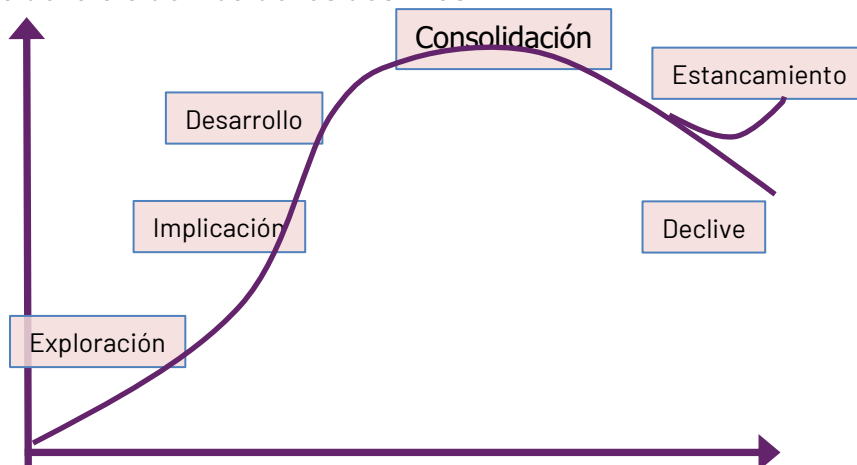 Consolidación
Estancamiento
Desarrollo
Implicación
Declive
Exploración